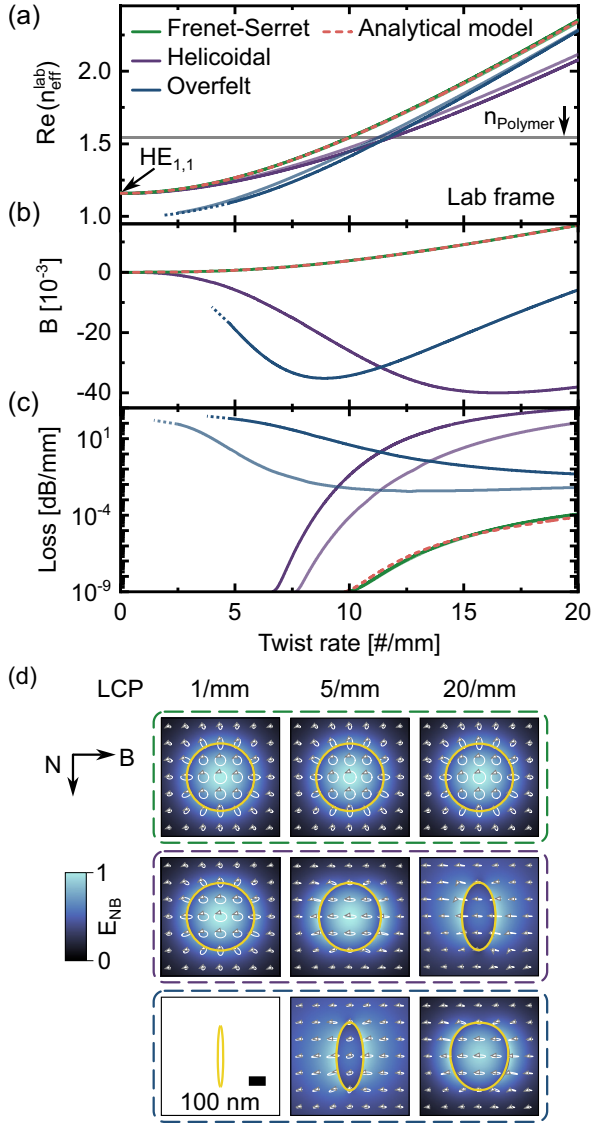 (a)
Frenet-Serret
Analytical model
Helicoidal
Overfelt
Re(n_eff^lab)
2.0
1.5
1.0
HE1,1
nPolymer
Lab frame
(b)
B [10^-3]
0
-20
-40
(c)
Loss [dB/mm]
10^1
10^-4
10^-9
0
5
10
15
20
Twist rate [#/mm]
(d)
LCP
1/mm
5/mm
20/mm
N
B
1
0
E_NB
100 nm